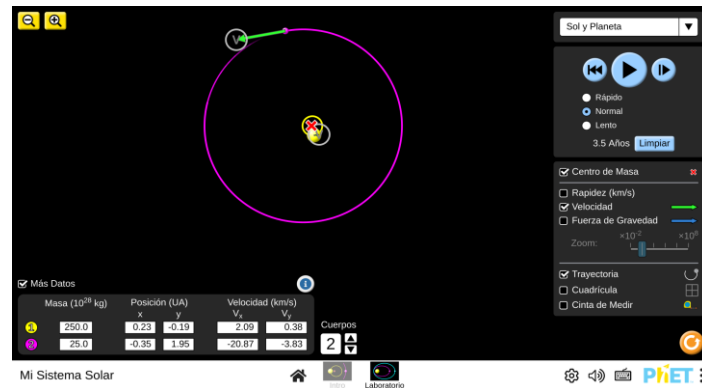 Sol y Planeta
V
Rápido
Normal
Lento
3.5 Años Limpiar
Centro de Masa
Rapidez (km/s)
Velocidad
Fuerza de Gravedad
×10⁻² ×10⁸
Zoom:
Trayectoria
Cuadrícula
Cinta de Medir
Más Datos
i
Masa (10²⁸ kg) Posición (UA) Velocidad (km/s)
x y Vx Vy
1 250.0 0.23 -0.19 2.09 0.38
2 25.0 -0.35 1.95 -20.87 -3.83
Cuerpos
2
Mi Sistema Solar
Intro
Laboratorio
PhET